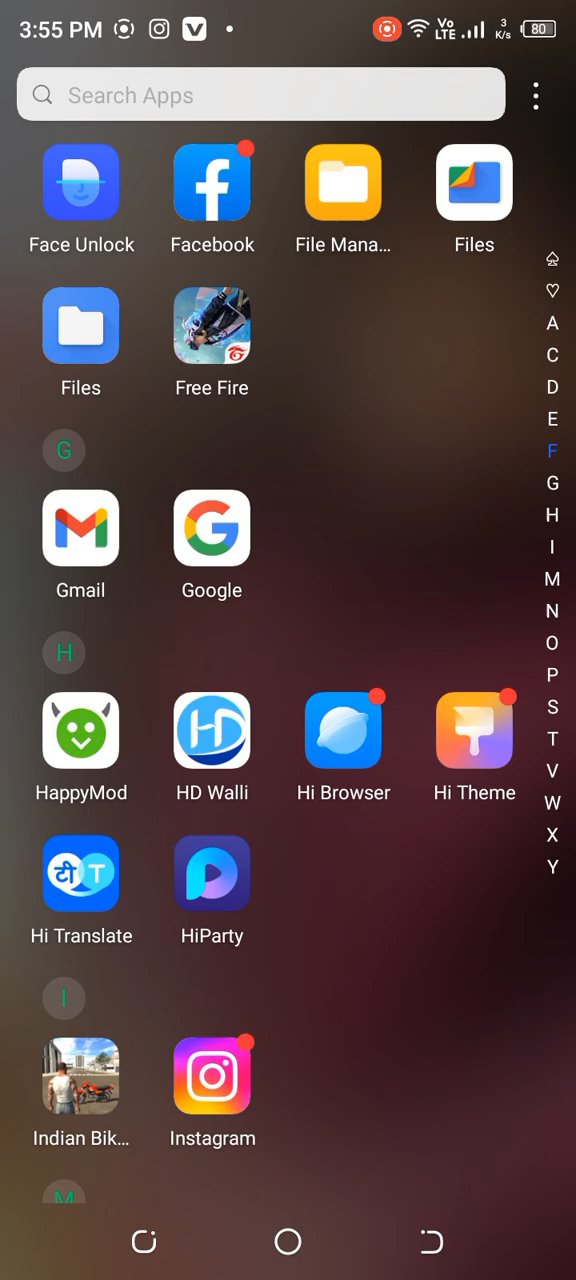 3:55 PM
Vo
LTE
3
K/s
80
Search Apps
Face Unlock
Facebook
File Mana...
Files
Files
Free Fire
G
Gmail
Google
H
HappyMod
HD
HD Walli
Hi Browser
Hi Theme
टी T
Hi Translate
HiParty
I
Indian Bik...
Instagram
M
A
C
D
E
F
G
H
I
M
N
O
P
S
T
V
W
X
Y